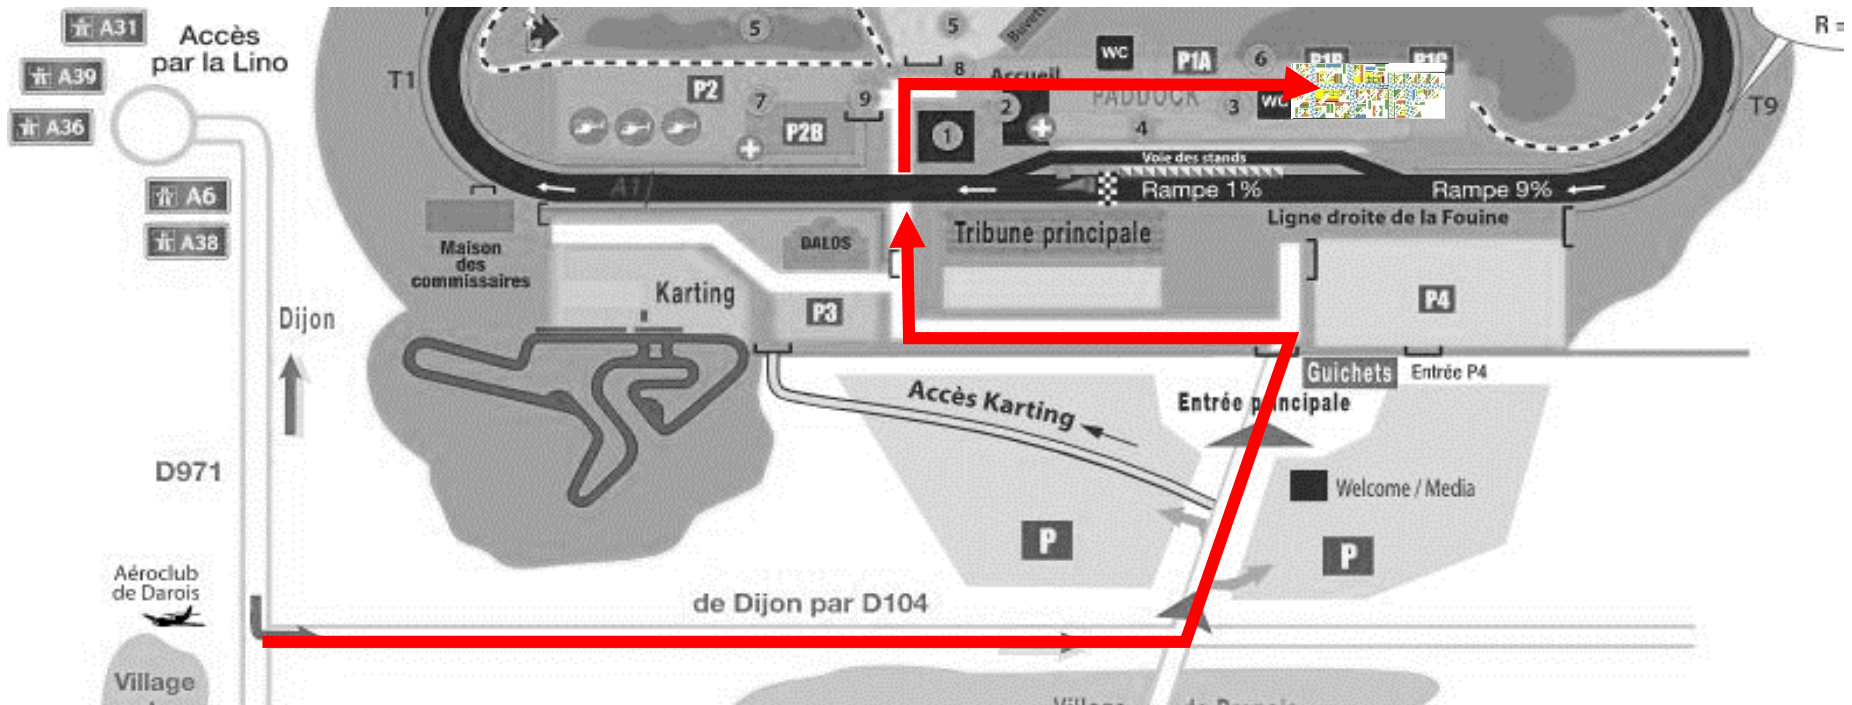 A31
Accès
par la Lino
A39
A36
A6
A38
T1
5
5
Buvett
R =
WC
P1A
6
P1B
P1C
8
Accueil
P2
7
9
P2B
1
2
PADDOCK
3
WC
4
T9
Voie des stands
Rampe 1%
Rampe 9%
Ligne droite de la Fouine
Tribune principale
DALOS
Maison
des
commissaires
Karting
P3
P4
Dijon
Guichets
Entrée P4
Accès Karting
Entrée principale
D971
Welcome / Media
P
P
Aéroclub
de Darois
de Dijon par D104
Village
Village